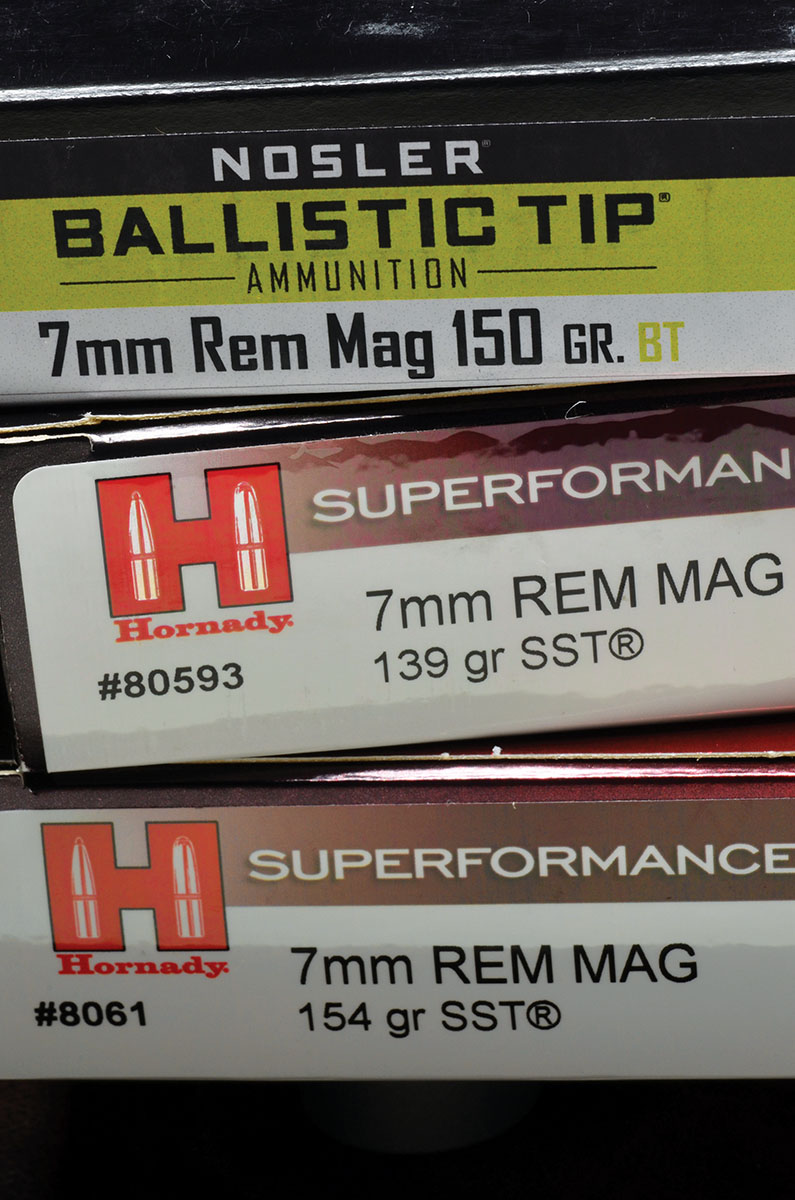 NOSLER®
BALLISTIC TIP®
AMMUNITION
7mm Rem Mag 150 GR. BT
SUPERFORMAN
Hornady
7mm REM MAG
139 gr SST®
#80593
SUPERFORMANCE
Hornady
7mm REM MAG
154 gr SST®
#8061